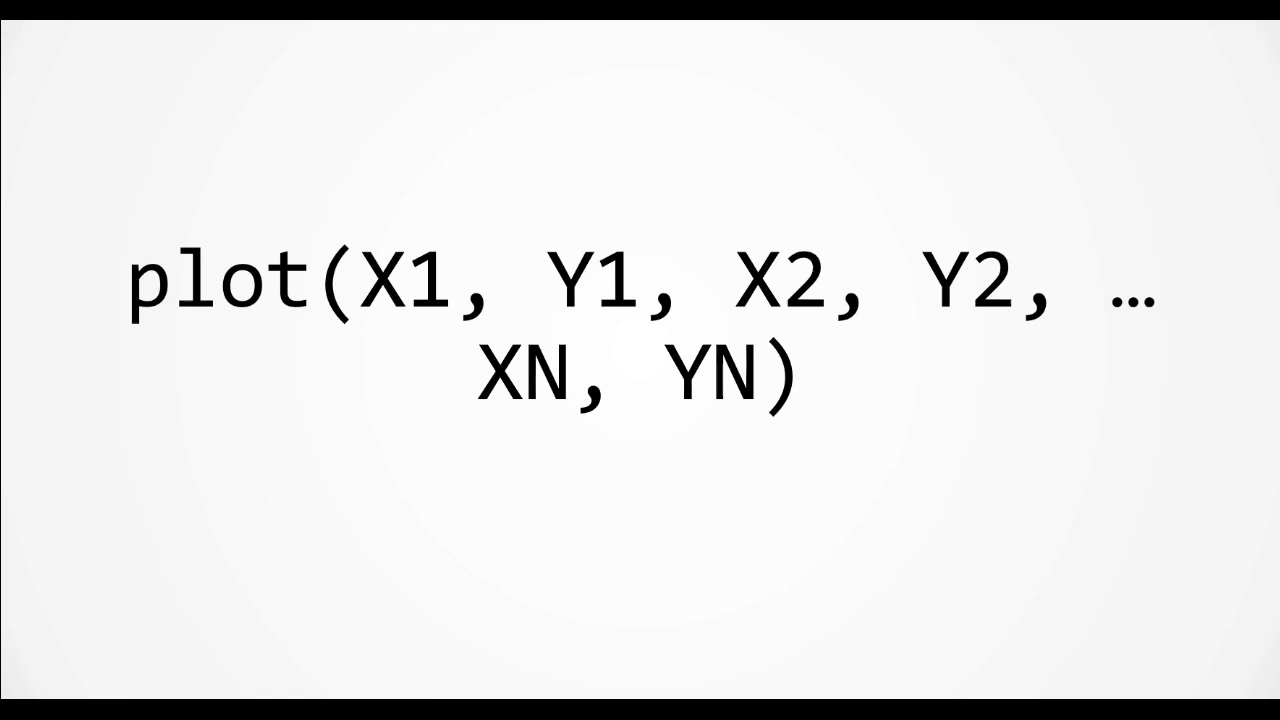 plot(X1, Y1, X2, Y2, …
XN, YN)